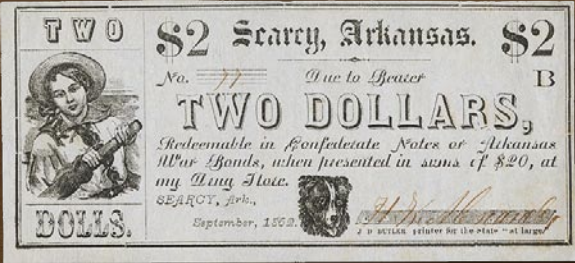 TWO
$2 Searcy, Arkansas. $2
No. 77 Due to Bearer B
TWO DOLLARS,
Redeemable in Confederate Notes or Arkansas
War Bonds, when presented in sums of $20, at
my Drug Store.
SEARCY, Ark.,
September, 1862.
DOLLS.
J D BUTLER printer for the state "at large"